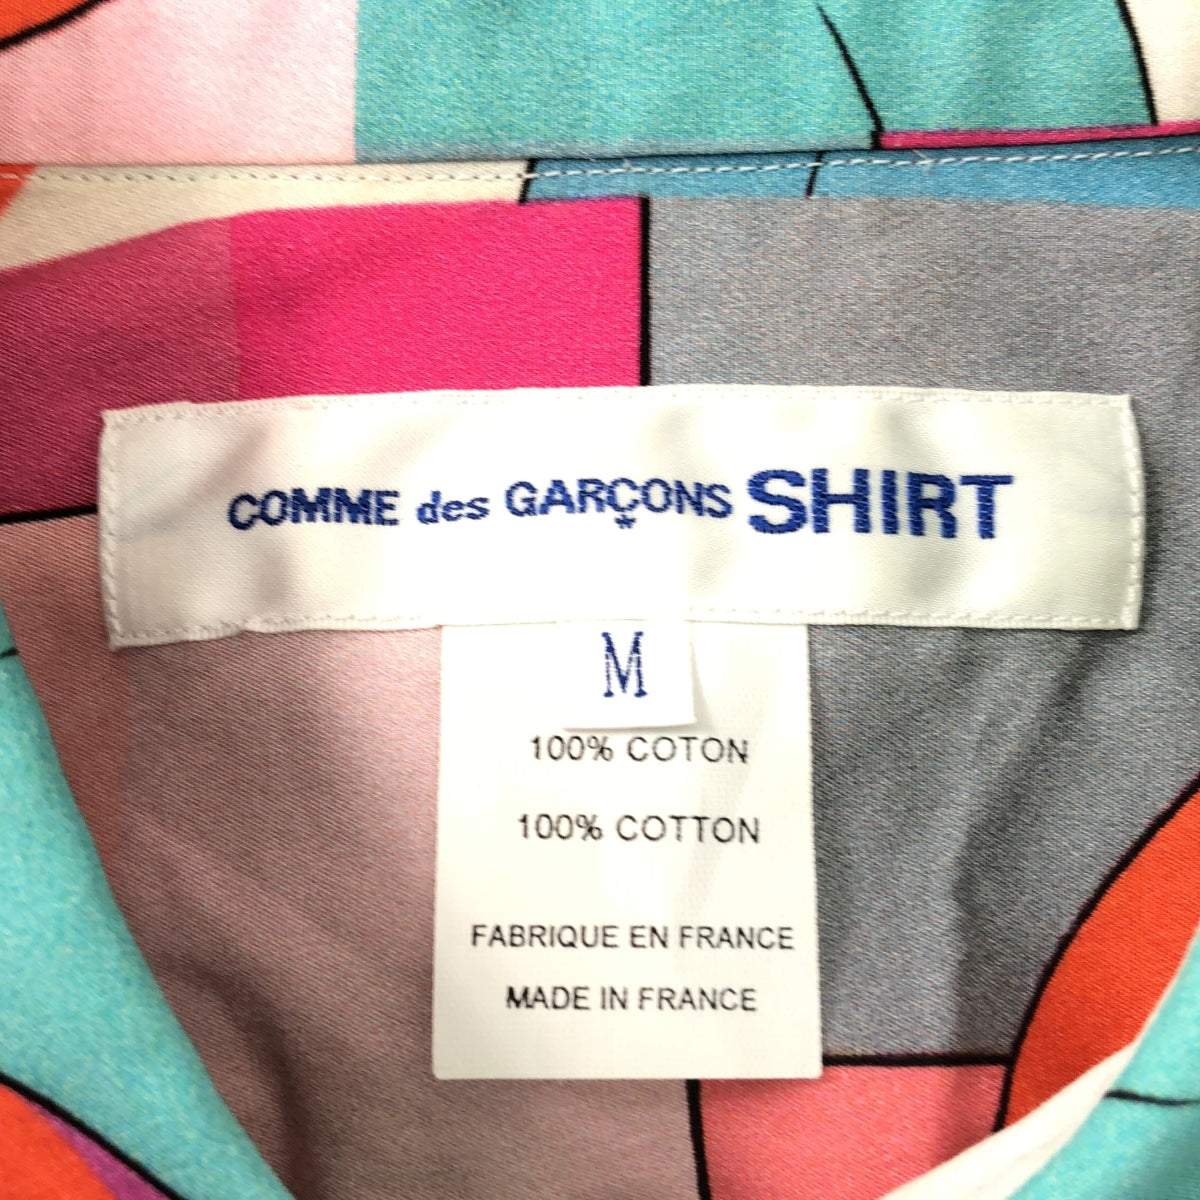 COMME des GARÇONS SHIRT
M
100% COTON
100% COTTON
FABRIQUE EN FRANCE
MADE IN FRANCE